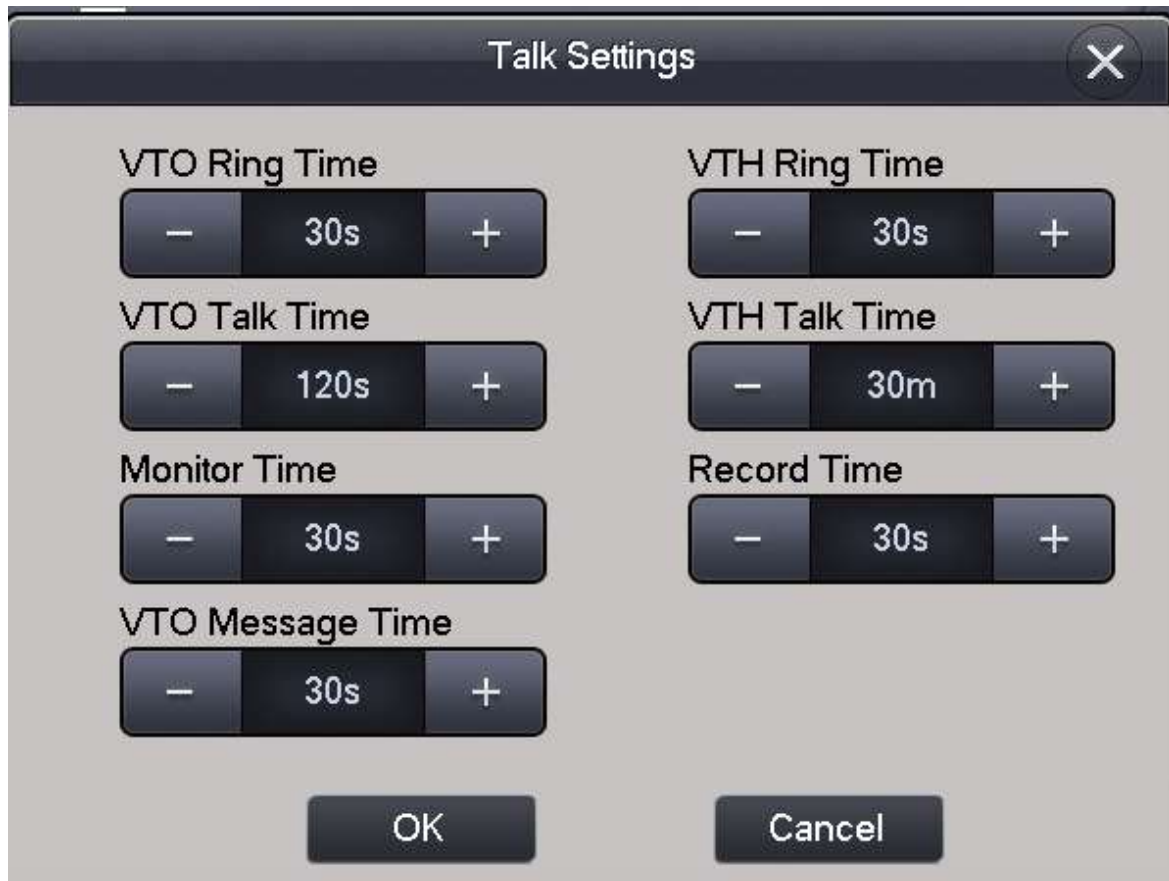 Talk Settings
VTO Ring Time
VTH Ring Time
− 30s +
− 30s +
VTO Talk Time
VTH Talk Time
− 120s +
− 30m +
Monitor Time
Record Time
− 30s +
− 30s +
VTO Message Time
− 30s +
OK
Cancel